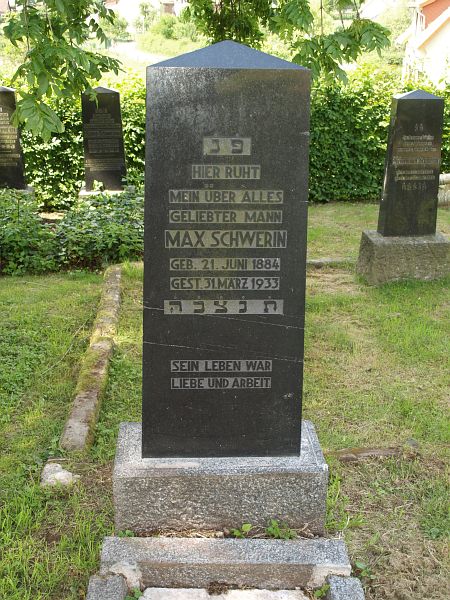 פ נ
HIER RUHT
MEIN ÜBER ALLES
GELIEBTER MANN
MAX SCHWERIN
GEB. 21. JUNI 1884
GEST. 31. MÄRZ 1933
ת נ צ ב ה
SEIN LEBEN WAR
LIEBE UND ARBEIT